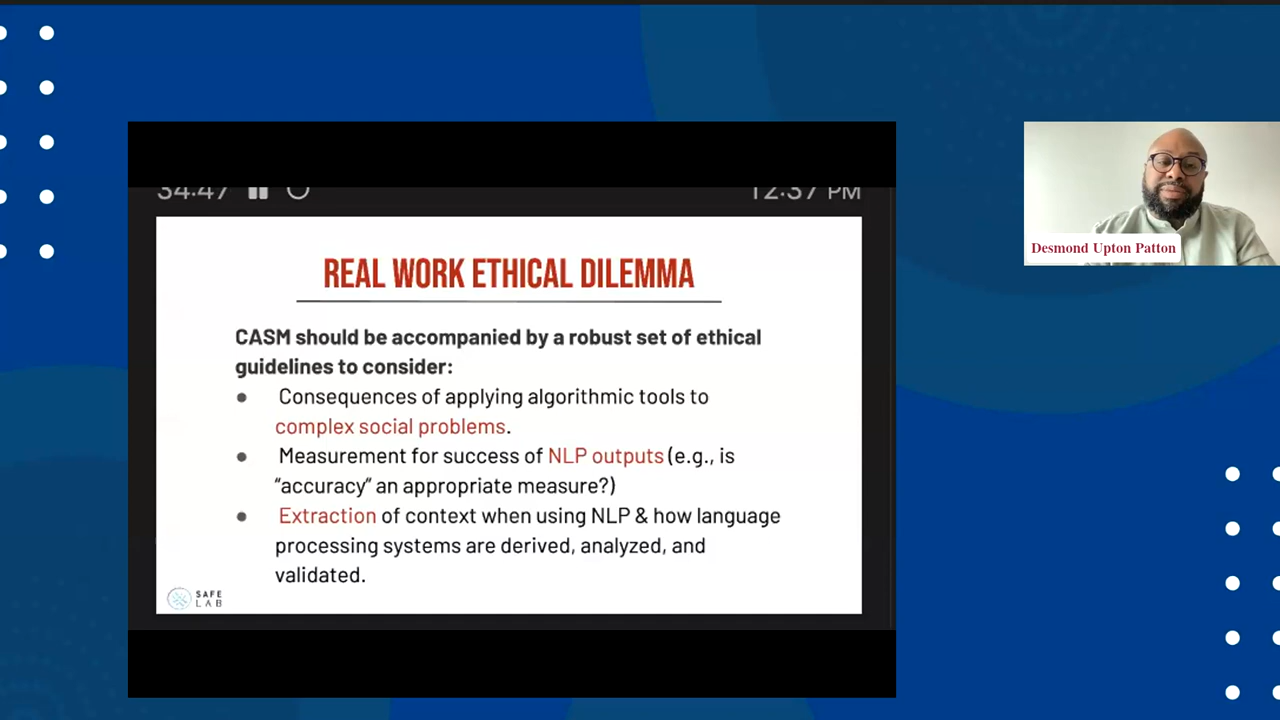 34:47 12:37 PM
REAL WORK ETHICAL DILEMMA
CASM should be accompanied by a robust set of ethical
guidelines to consider:
● Consequences of applying algorithmic tools to
complex social problems.
● Measurement for success of NLP outputs (e.g., is
“accuracy” an appropriate measure?)
● Extraction of context when using NLP & how language
processing systems are derived, analyzed, and
validated.
SAFE
LAB
Desmond Upton Patton